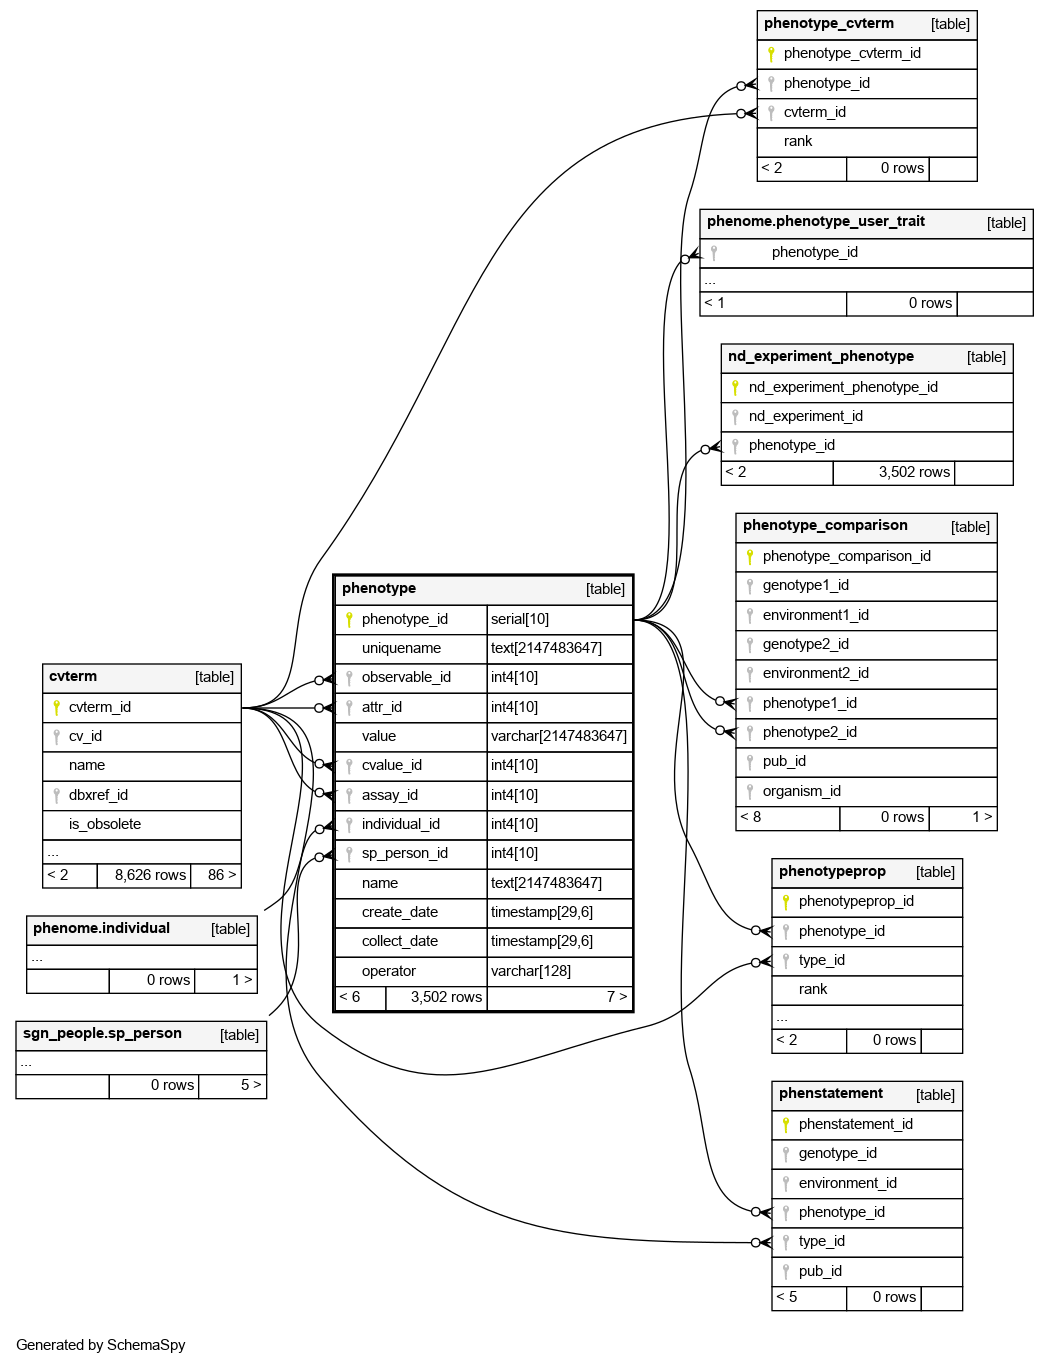 phenotype_cvterm [table]
phenotype_cvterm_id
phenotype_id
cvterm_id
rank
< 2 0 rows
phenome.phenotype_user_trait [table]
phenotype_id
...
< 1 0 rows
nd_experiment_phenotype [table]
nd_experiment_phenotype_id
nd_experiment_id
phenotype_id
< 2 3,502 rows
phenotype_comparison [table]
phenotype_comparison_id
genotype1_id
environment1_id
genotype2_id
environment2_id
phenotype1_id
phenotype2_id
pub_id
organism_id
< 8 0 rows 1 >
phenotype [table]
phenotype_id serial[10]
uniquename text[2147483647]
observable_id int4[10]
attr_id int4[10]
value varchar[2147483647]
cvalue_id int4[10]
assay_id int4[10]
individual_id int4[10]
sp_person_id int4[10]
name text[2147483647]
create_date timestamp[29,6]
collect_date timestamp[29,6]
operator varchar[128]
< 6 3,502 rows 7 >
cvterm [table]
cvterm_id
cv_id
name
dbxref_id
is_obsolete
...
< 2 8,626 rows 86 >
phenome.individual [table]
...
0 rows 1 >
sgn_people.sp_person [table]
...
0 rows 5 >
phenotypeprop [table]
phenotypeprop_id
phenotype_id
type_id
rank
...
< 2 0 rows
phenstatement [table]
phenstatement_id
genotype_id
environment_id
phenotype_id
type_id
pub_id
< 5 0 rows
Generated by SchemaSpy